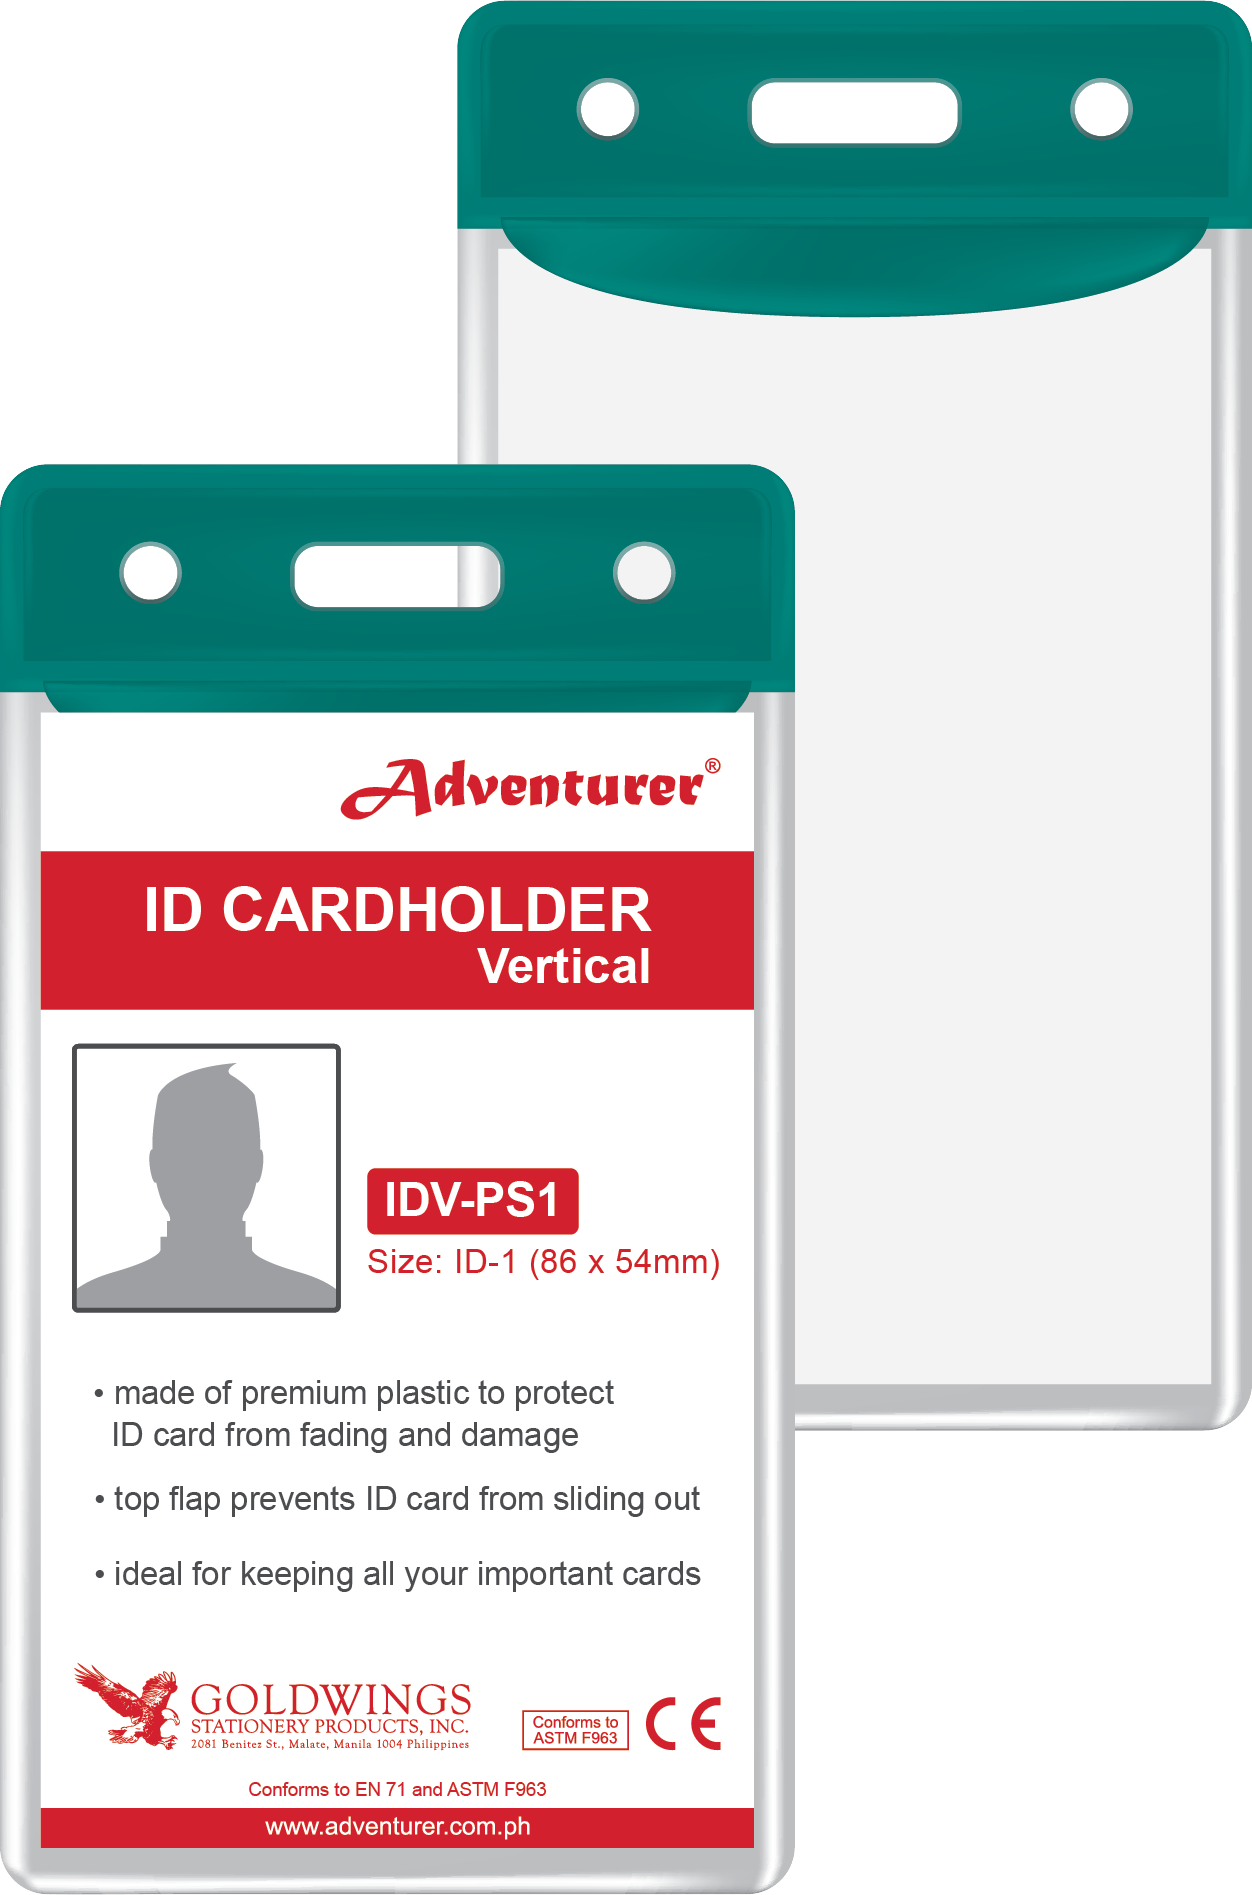 Adventurer®
ID CARDHOLDER
Vertical
IDV-PS1
Size: ID-1 (86 x 54mm)
• made of premium plastic to protect
ID card from fading and damage
• top flap prevents ID card from sliding out
• ideal for keeping all your important cards
GOLDWINGS
STATIONERY PRODUCTS, INC.
2081 Benitez St., Malate, Manila 1004 Philippines
Conforms to
ASTM F963
CE
Conforms to EN 71 and ASTM F963
www.adventurer.com.ph